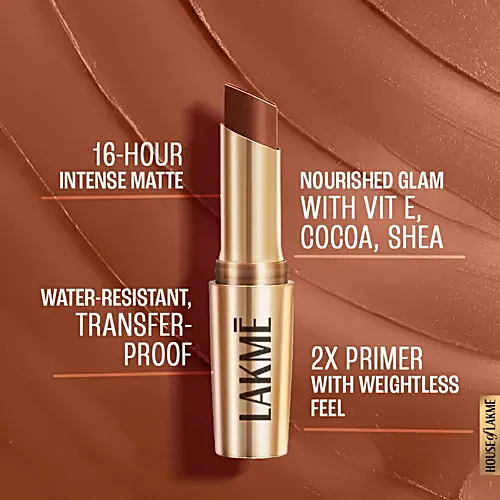 16-HOUR
INTENSE MATTE
NOURISHED GLAM
WITH VIT E,
COCOA, SHEA
WATER-RESISTANT,
TRANSFER-
PROOF
2X PRIMER
WITH WEIGHTLESS
FEEL
LAKMĒ
HOUSE of LAKMĒ